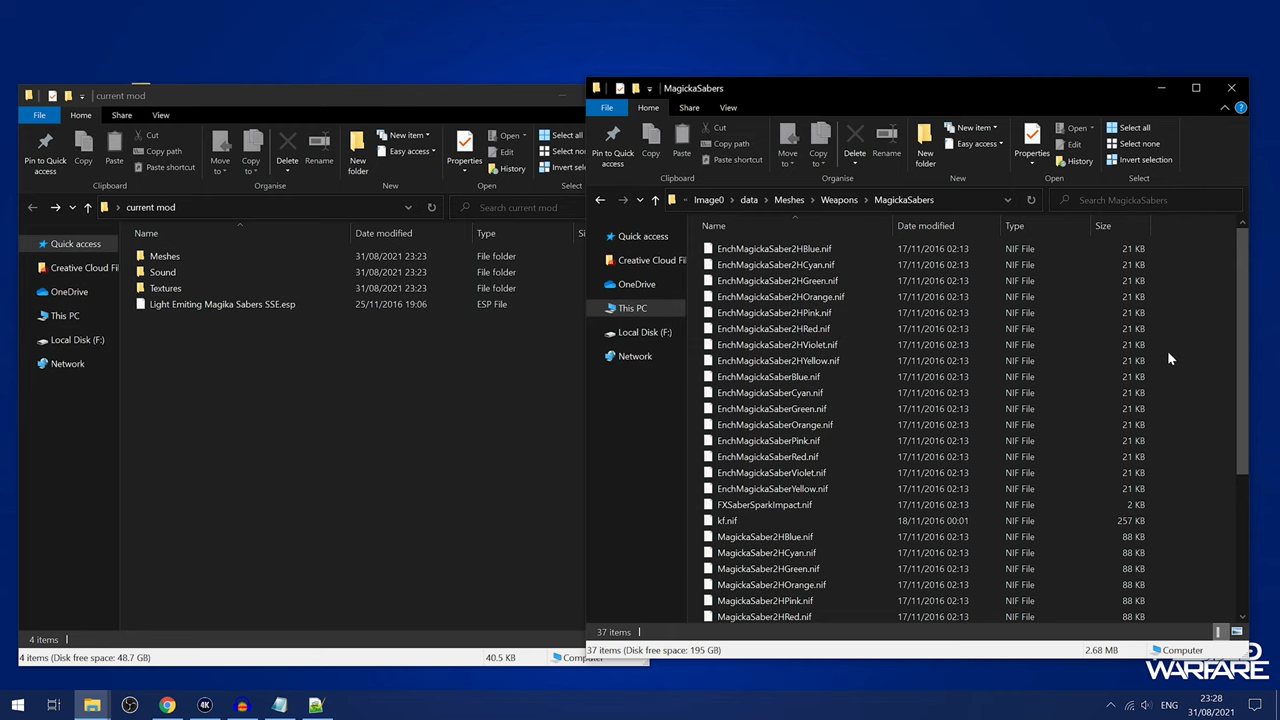 current mod
File Home Share View
Pin to Quick access
Copy
Paste
Cut
Copy path
Paste shortcut
Clipboard
Move to
Copy to
Delete
Rename
Organise
New folder
New item
Easy access
New
Properties
Open
Edit
History
Open
Select all
Select none
Invert selec
Select
current mod
Search current mod
Name Date modified Type Si
Quick access
Creative Cloud Fil
OneDrive
This PC
Local Disk (F:)
Network
Meshes 31/08/2021 23:23 File folder
Sound 31/08/2021 23:23 File folder
Textures 31/08/2021 23:23 File folder
Light Emiting Magika Sabers SSE.esp 25/11/2016 19:06 ESP File
4 items
4 items (Disk free space: 48.7 GB) 40.5 KB
MagickaSabers
File Home Share View
Pin to Quick access
Copy
Paste
Cut
Copy path
Paste shortcut
Clipboard
Move to
Copy to
Delete
Rename
Organise
New folder
New item
Easy access
New
Properties
Open
Edit
History
Open
Select all
Select none
Invert selection
Select
« Image0 data Meshes Weapons MagickaSabers
Search MagickaSabers
Name Date modified Type Size
Quick access
Creative Cloud Fil
OneDrive
This PC
Local Disk (F:)
Network
EnchMagickaSaber2HBlue.nif 17/11/2016 02:13 NIF File 21 KB
EnchMagickaSaber2HCyan.nif 17/11/2016 02:13 NIF File 21 KB
EnchMagickaSaber2HGreen.nif 17/11/2016 02:13 NIF File 21 KB
EnchMagickaSaber2HOrange.nif 17/11/2016 02:13 NIF File 21 KB
EnchMagickaSaber2HPink.nif 17/11/2016 02:13 NIF File 21 KB
EnchMagickaSaber2HRed.nif 17/11/2016 02:13 NIF File 21 KB
EnchMagickaSaber2HViolet.nif 17/11/2016 02:13 NIF File 21 KB
EnchMagickaSaber2HYellow.nif 17/11/2016 02:13 NIF File 21 KB
EnchMagickaSaberBlue.nif 17/11/2016 02:13 NIF File 21 KB
EnchMagickaSaberCyan.nif 17/11/2016 02:13 NIF File 21 KB
EnchMagickaSaberGreen.nif 17/11/2016 02:13 NIF File 21 KB
EnchMagickaSaberOrange.nif 17/11/2016 02:13 NIF File 21 KB
EnchMagickaSaberPink.nif 17/11/2016 02:13 NIF File 21 KB
EnchMagickaSaberRed.nif 17/11/2016 02:13 NIF File 21 KB
EnchMagickaSaberViolet.nif 17/11/2016 02:13 NIF File 21 KB
EnchMagickaSaberYellow.nif 17/11/2016 02:13 NIF File 21 KB
FXSaberSparkImpact.nif 17/11/2016 02:13 NIF File 2 KB
kf.nif 18/11/2016 00:01 NIF File 257 KB
MagickaSaber2HBlue.nif 17/11/2016 02:13 NIF File 88 KB
MagickaSaber2HCyan.nif 17/11/2016 02:13 NIF File 88 KB
MagickaSaber2HGreen.nif 17/11/2016 02:13 NIF File 88 KB
MagickaSaber2HOrange.nif 17/11/2016 02:13 NIF File 88 KB
MagickaSaber2HPink.nif 17/11/2016 02:13 NIF File 88 KB
MagickaSaber2HRed.nif 17/11/2016 02:13 NIF File 88 KB
37 items
37 items (Disk free space: 195 GB) 2.68 MB Computer
WARFARE
4K
ENG
23:28
31/08/2021